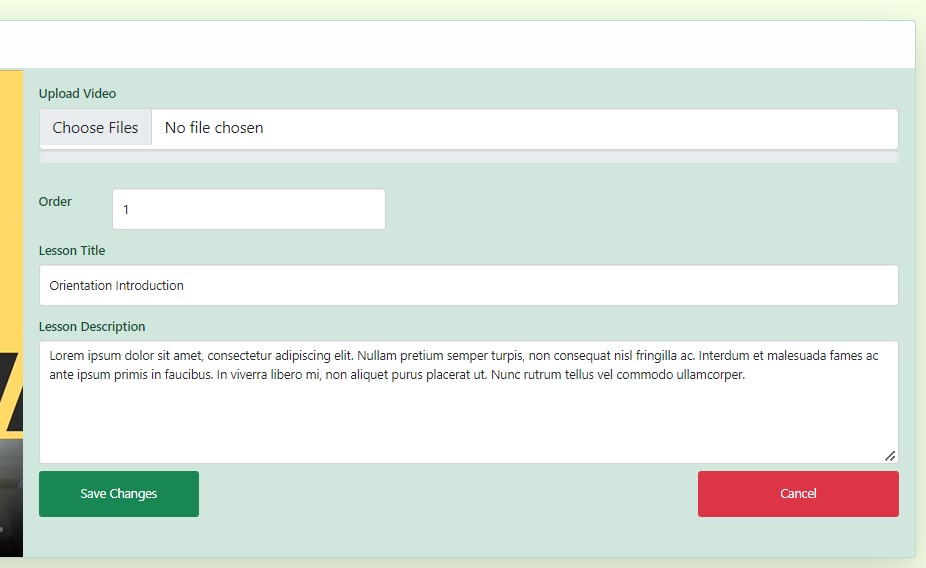 Upload Video
Choose Files No file chosen
Order 1
Lesson Title
Orientation Introduction
Lesson Description
Lorem ipsum dolor sit amet, consectetur adipiscing elit. Nullam pretium semper turpis, non consequat nisl fringilla ac. Interdum et malesuada fames ac
ante ipsum primis in faucibus. In viverra libero mi, non aliquet purus placerat ut. Nunc rutrum tellus vel commodo ullamcorper.
Save Changes Cancel